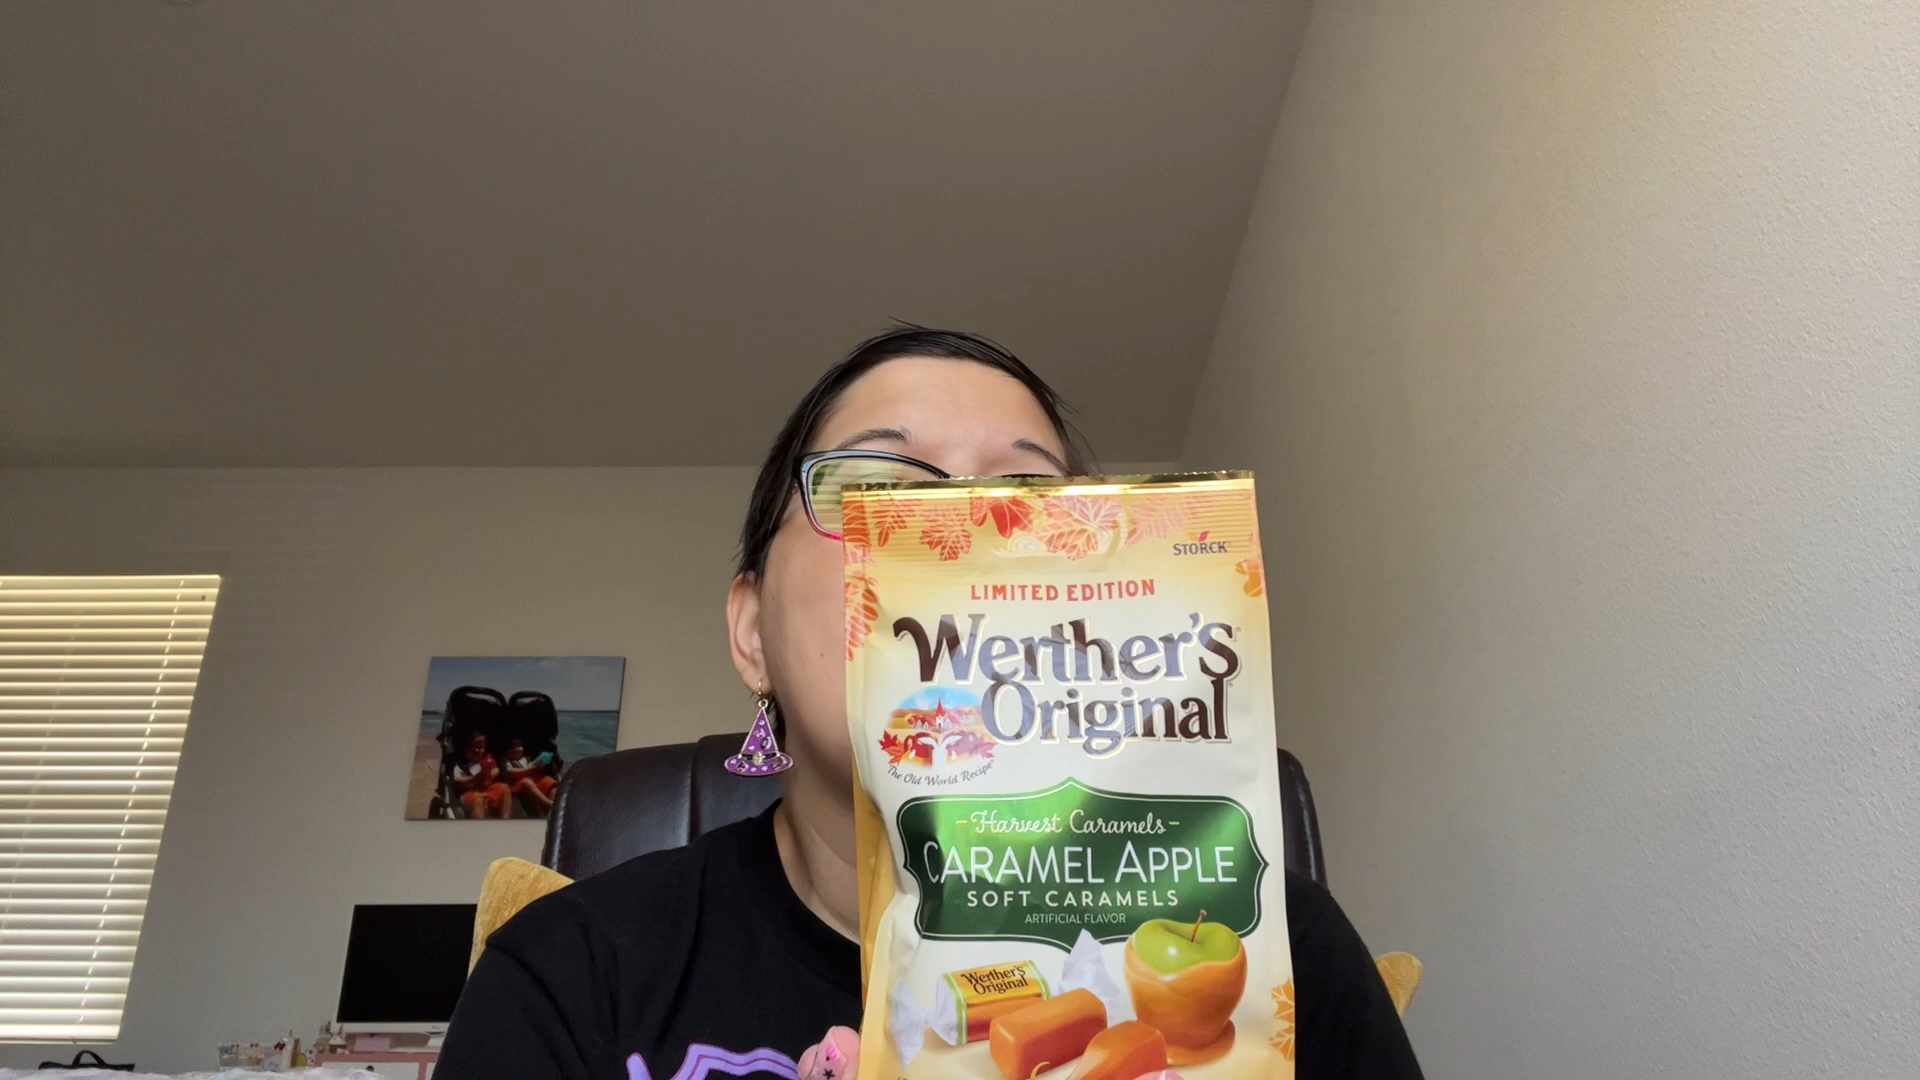 STORCK
LIMITED EDITION
Werther's
Original
The Old World Recipe
Harvest Caramels
CARAMEL APPLE
SOFT CARAMELS
ARTIFICIAL FLAVOR
Werther's
Original